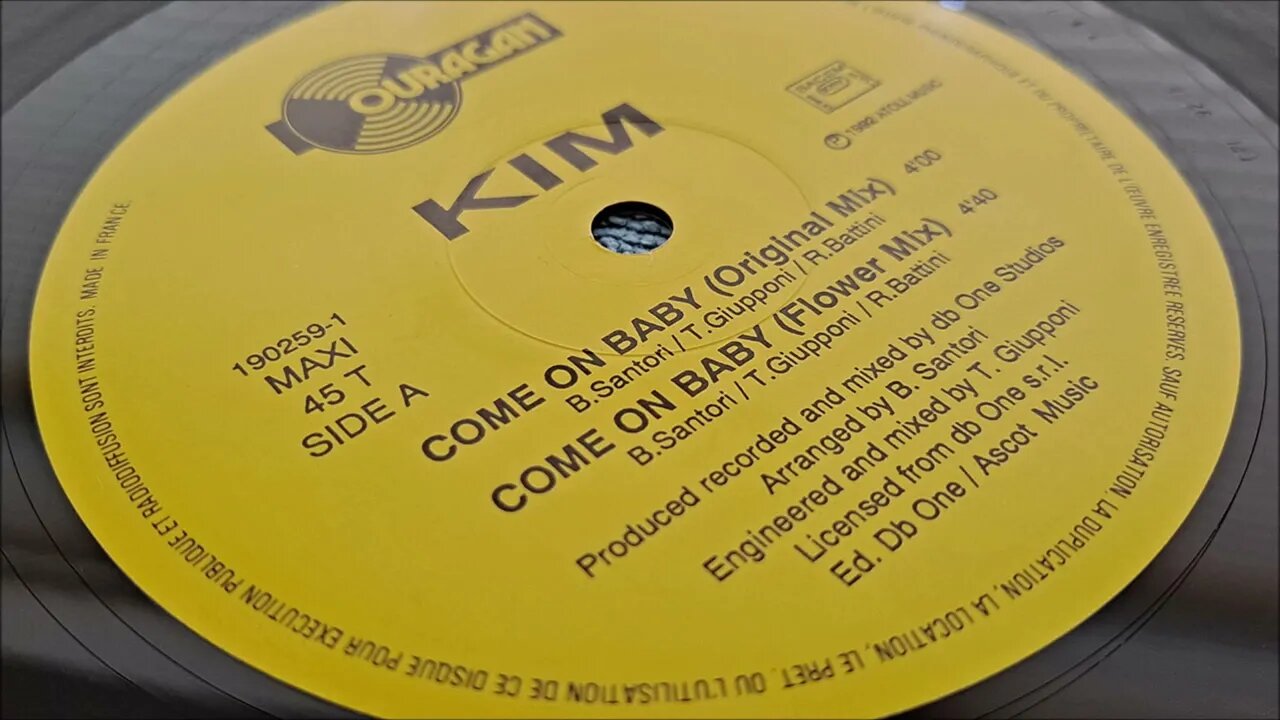 OURAGAN
KIM
℗ 1992 ATOLL MUSIC
190259-1
MAXI
45 T
SIDE A
COME ON BABY (Original Mix) 4'00
B.Santori / T.Giupponi / R.Battini
COME ON BABY (Flower Mix) 4'40
B.Santori / T.Giupponi / R.Battini
Produced recorded and mixed by db One Studios
Arranged by B. Santori
Engineered and mixed by T. Giupponi
Licensed from db One s.r.l.
Ed. Db One / Ascot Music
PROPRIETAIRE DE L'ŒUVRE ENREGISTREE RESERVES. SAUF AUTORISATION, LA DUPLICATION, LA LOCATION, LE PRET, OU L'UTILISATION DE CE DISQUE POUR EXECUTION PUBLIQUE ET RADIODIFFUSION SONT INTERDITS. MADE IN FRANCE